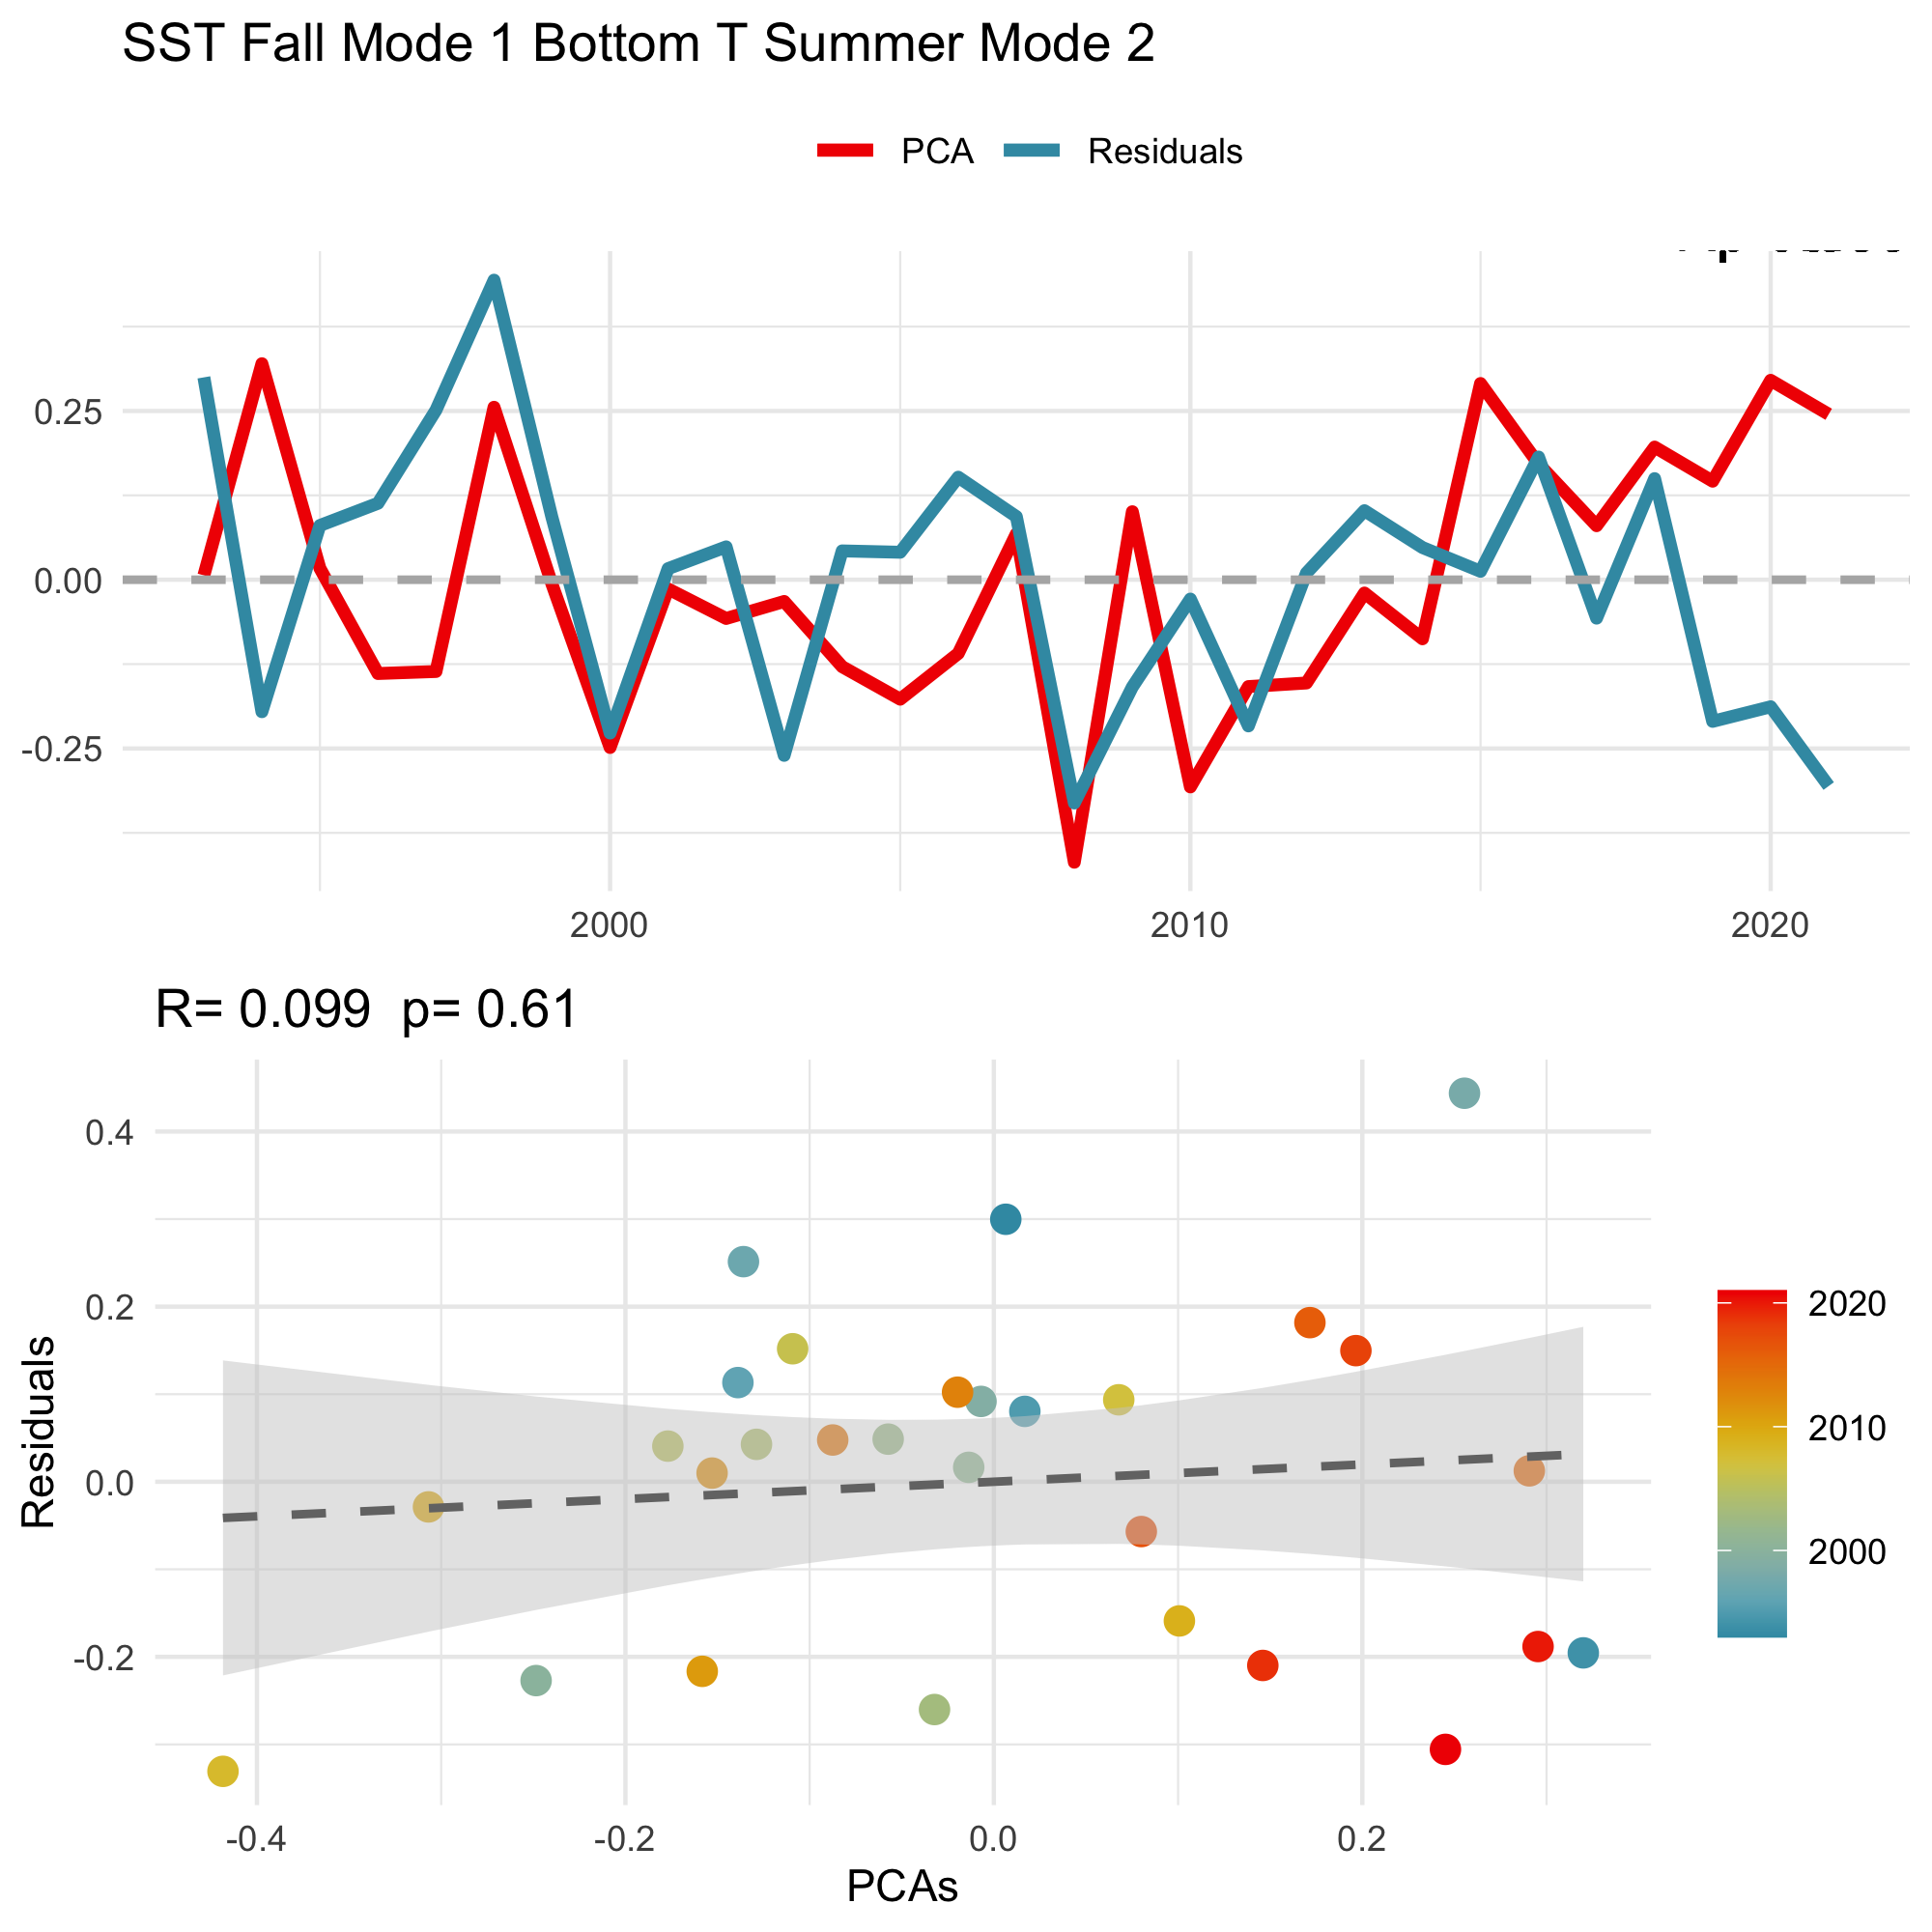 SST Fall Mode 1 Bottom T Summer Mode 2
PCA Residuals
0.25
0.00
-0.25
2000 2010 2020
R= 0.099 p= 0.61
Residuals
0.4
0.2
0.0
-0.2
-0.4 -0.2 0.0 0.2
PCAs
2020
2010
2000